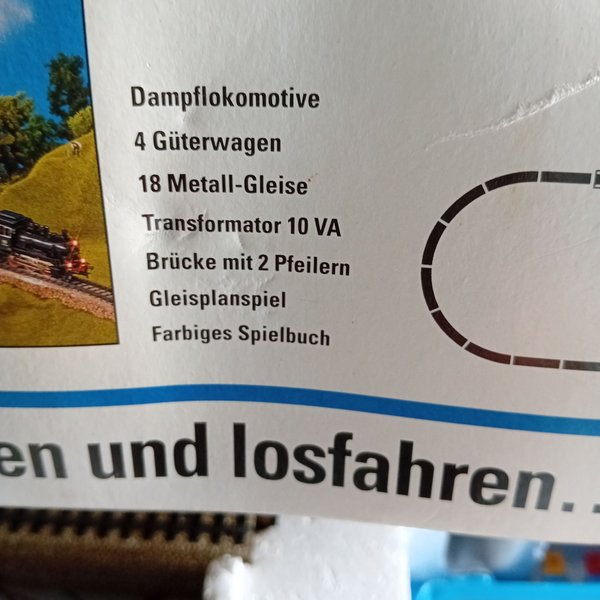 Dampflokomotive
4 Güterwagen
18 Metall-Gleise
Transformator 10 VA
Brücke mit 2 Pfeilern
Gleisplanspiel
Farbiges Spielbuch
en und losfahren...